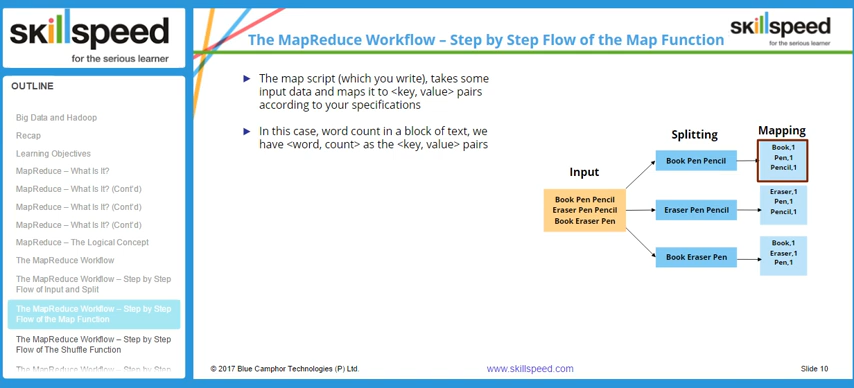 skillspeed
for the serious learner
OUTLINE
Big Data and Hadoop
Recap
Learning Objectives
MapReduce – What Is It?
MapReduce – What Is It? (Cont'd)
MapReduce – What Is It? (Cont'd)
MapReduce – What Is It? (Cont'd)
MapReduce – The Logical Concept
The MapReduce Workflow
The MapReduce Workflow – Step by Step
Flow of Input and Split
The MapReduce Workflow – Step by Step
Flow of the Map Function
The MapReduce Workflow – Step by Step
Flow of The Shuffle Function
The MapReduce Workflow – Step by Step
The MapReduce Workflow – Step by Step Flow of the Map Function
skillspeed
for the serious learner
The map script (which you write), takes some
input data and maps it to <key, value> pairs
according to your specifications
In this case, word count in a block of text, we
have <word, count> as the <key, value> pairs
Input
Book Pen Pencil
Eraser Pen Pencil
Book Eraser Pen
Splitting
Book Pen Pencil
Eraser Pen Pencil
Book Eraser Pen
Mapping
Book,1
Pen,1
Pencil,1
Eraser,1
Pen,1
Pencil,1
Book,1
Eraser,1
Pen,1
© 2017 Blue Camphor Technologies (P) Ltd.
www.skillspeed.com
Slide 10